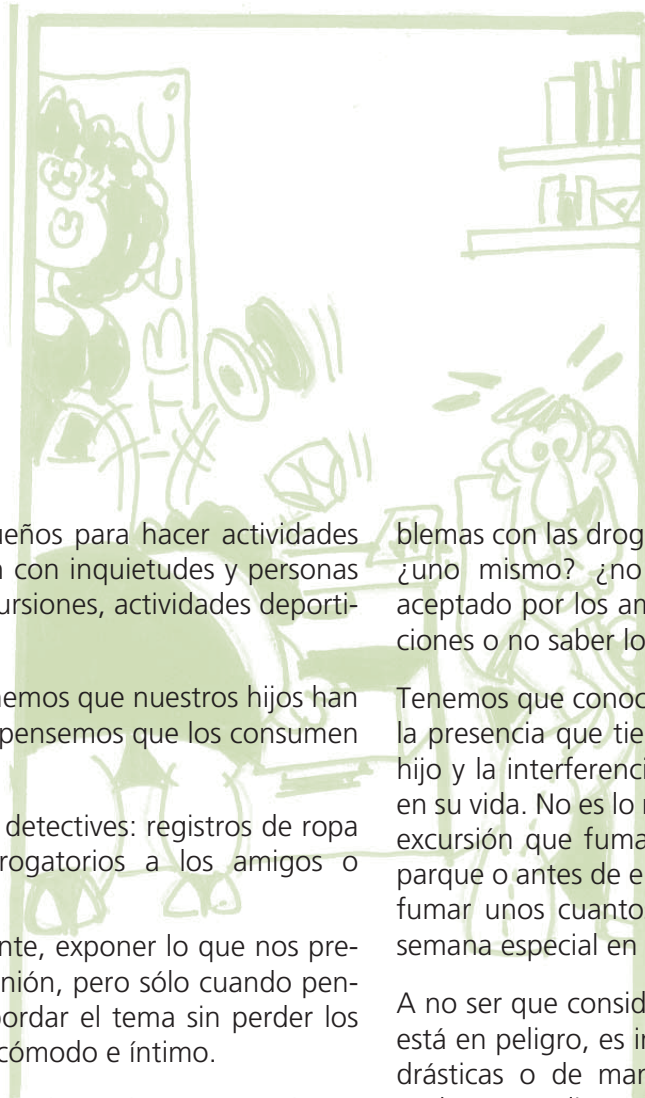 ueños para hacer actividades
con inquietudes y personas
ursiones, actividades deporti-
nemos que nuestros hijos han
pensemos que los consumen
detectives: registros de ropa
rrogatorios a los amigos o
nte, exponer lo que nos pre-
nión, pero sólo cuando pen-
bordar el tema sin perder los
cómodo e íntimo.
blemas con las drog
¿uno mismo? ¿no
aceptado por los
ciones o no saber lo
Tenemos que conoc
la presencia que tie
hijo y la interferenci
en su vida. No es lo
excursión que fuma
parque o antes de e
fumar unos cuanto
semana especial en
A no ser que consid
está en peligro, es
drásticas o de